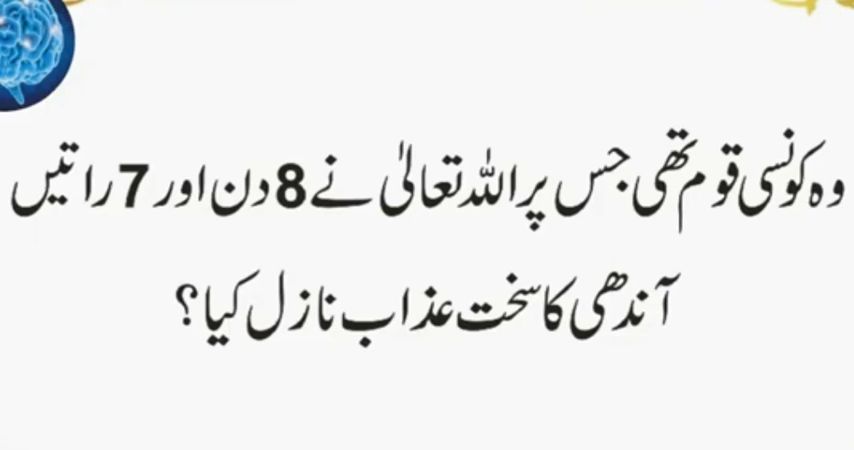 وہ کونسی قوم تھی جس پر اللہ تعالیٰ نے 8 دن اور 7 راتیں
آندھی کا سخت عذاب نازل کیا؟